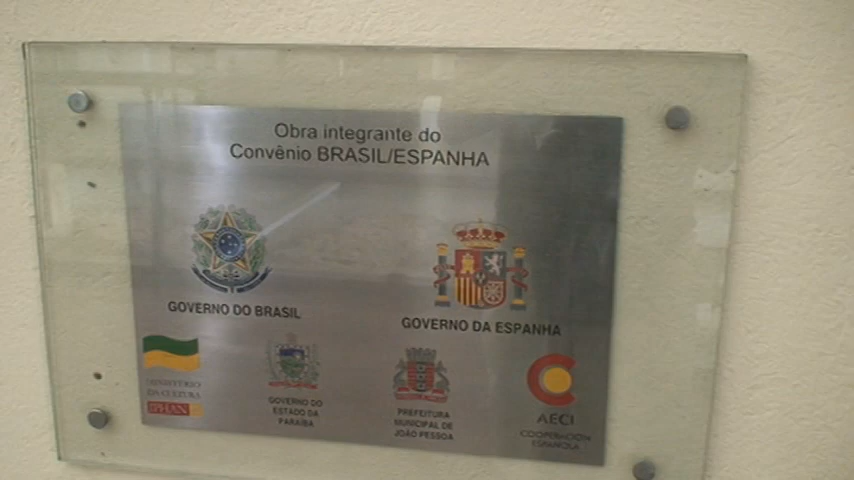 Obra integrante do
Convênio BRASIL/ESPANHA
GOVERNO DO BRASIL
GOVERNO DA ESPANHA
MINISTÉRIO
DA CULTURA
IPHAN
GOVERNO DO
ESTADO DA
PARAÍBA
PREFEITURA
MUNICIPAL DE
JOÃO PESSOA
AECI
COOPERACION
ESPAÑOLA